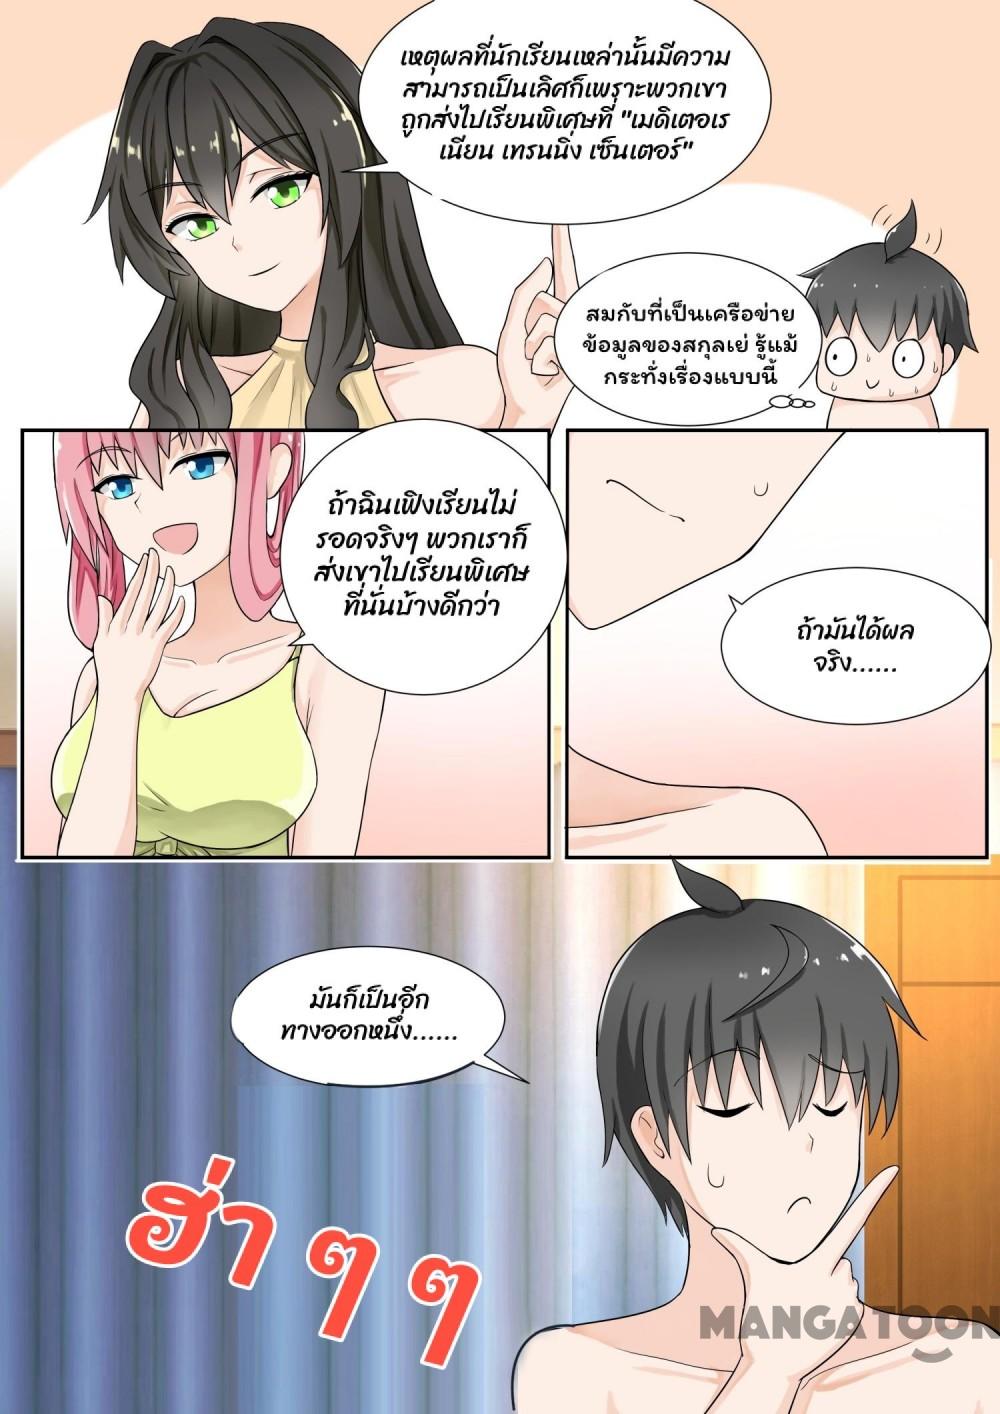 เหตุผลที่นักเรียนเหล่านั้นมีความ
สามารถเป็นเลิศก็เพราะพวกเขา
ถูกส่งไปเรียนพิเศษที่ "เมดิเตอเร
เนียน เทรนนิ่ง เซ็นเตอร์"
สมกับที่เป็นเครือข่าย
ข้อมูลของสกุลเย่ รู้แม้
กระทั่งเรื่องแบบนี้
ถ้าฉินเฟิงเรียนไม่
รอดจริงๆ พวกเราก็
ส่งเขาไปเรียนพิเศษ
ที่นั่นบ้างดีกว่า
ถ้ามันได้ผล
จริง......
มันก็เป็นอีก
ทางออกหนึ่ง......
ฮ่า ๆ ๆ
MANGATOON